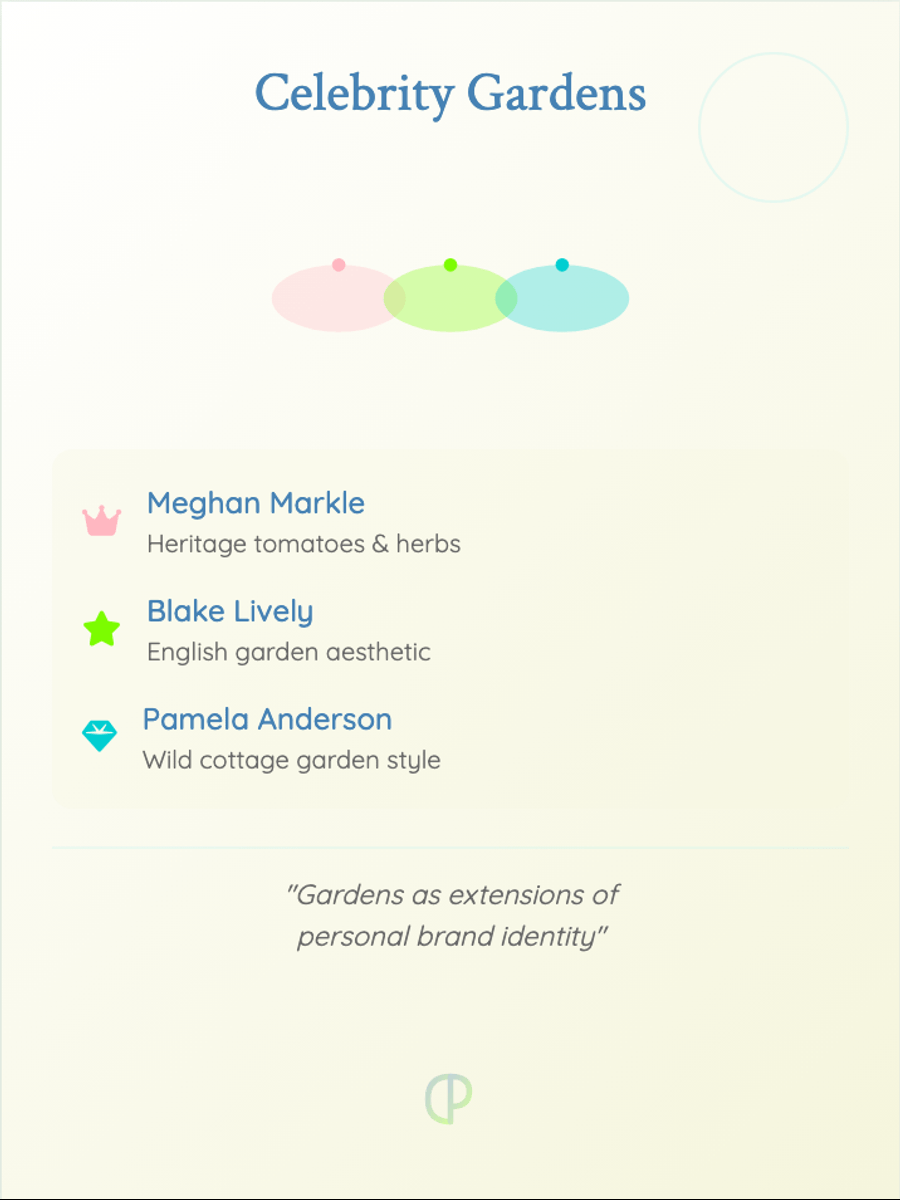 Celebrity Gardens
Meghan Markle
Heritage tomatoes & herbs
Blake Lively
English garden aesthetic
Pamela Anderson
Wild cottage garden style
"Gardens as extensions of
personal brand identity"